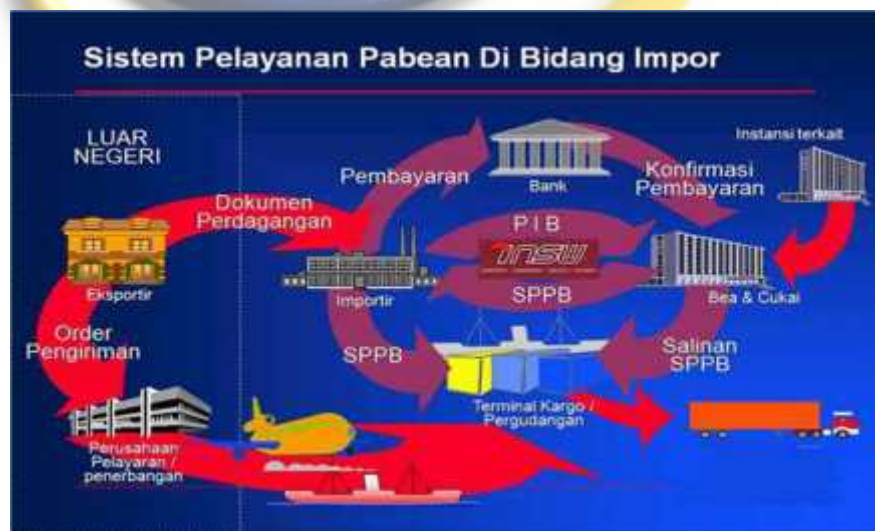 Sistem Pelayanan Pabean Di Bidang Impor
LUAR
NEGERI
Instansi terkait
Pembayaran
Bank
Konfirmasi
Pembayaran
Dokumen
Perdagangan
P I B
INSW
Eksportir
Importir
SPPB
Bea & Cukai
Order
Pengiriman
SPPB
Salinan
SPPB
Terminal Kargo /
Pergudangan
Perusahaan
Pelayaran /
penerbangan